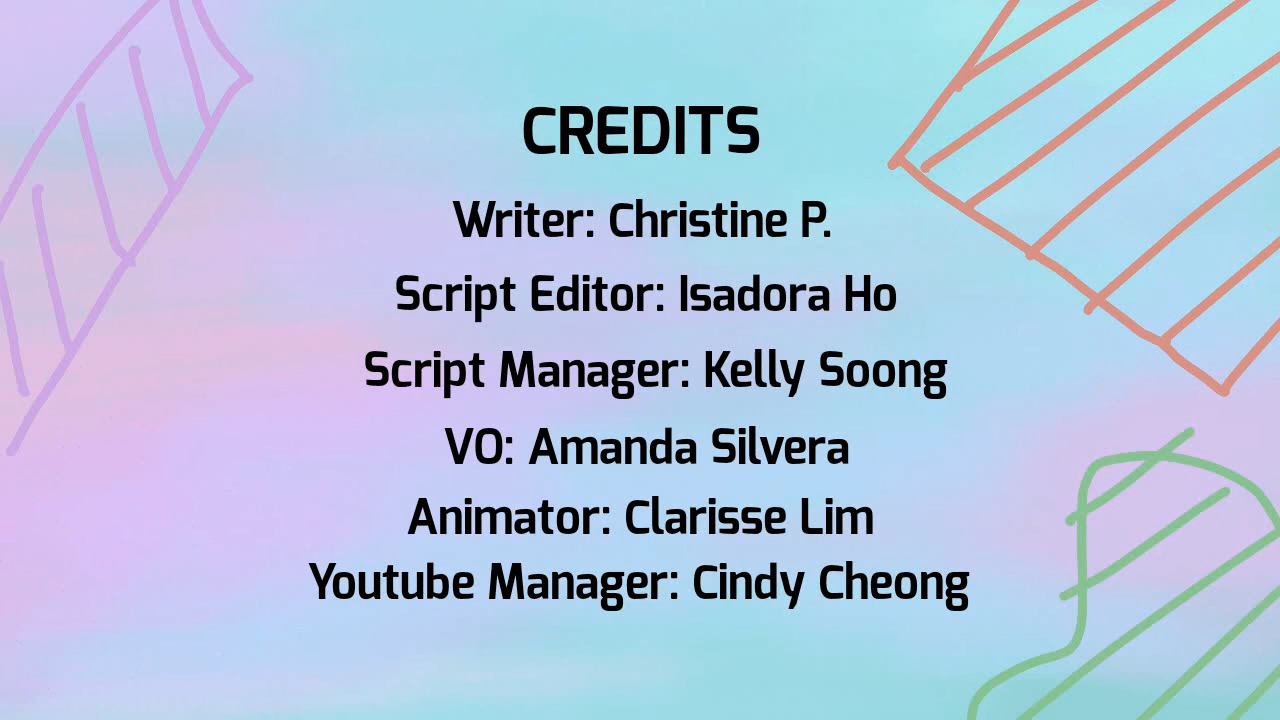 CREDITS
Writer: Christine P.
Script Editor: Isadora Ho
Script Manager: Kelly Soong
VO: Amanda Silvera
Animator: Clarisse Lim
Youtube Manager: Cindy Cheong